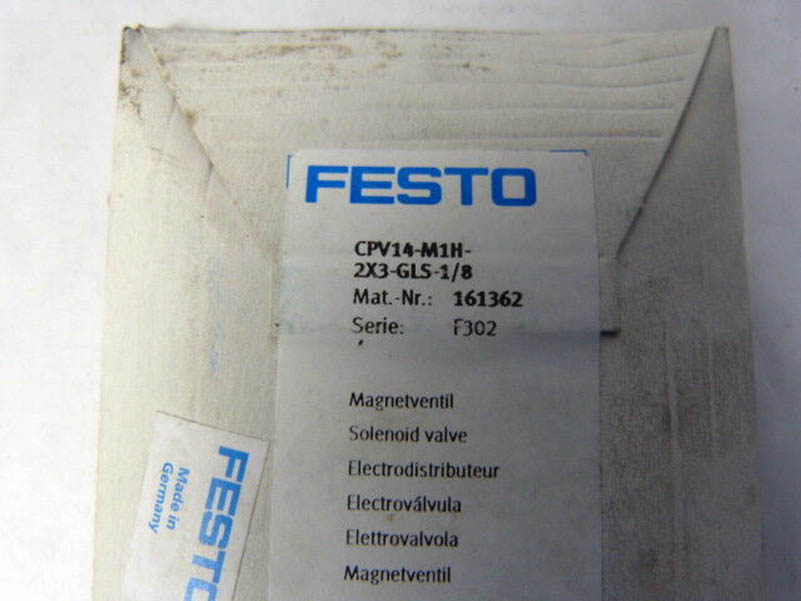 FESTO
CPV14-M1H-
2X3-GLS-1/8
Mat.-Nr.: 161362
Serie: F302
Magnetventil
Solenoid valve
Electrodistributeur
Electroválvula
Elettrovalvola
Magnetventil
FESTO
Made in
Germany